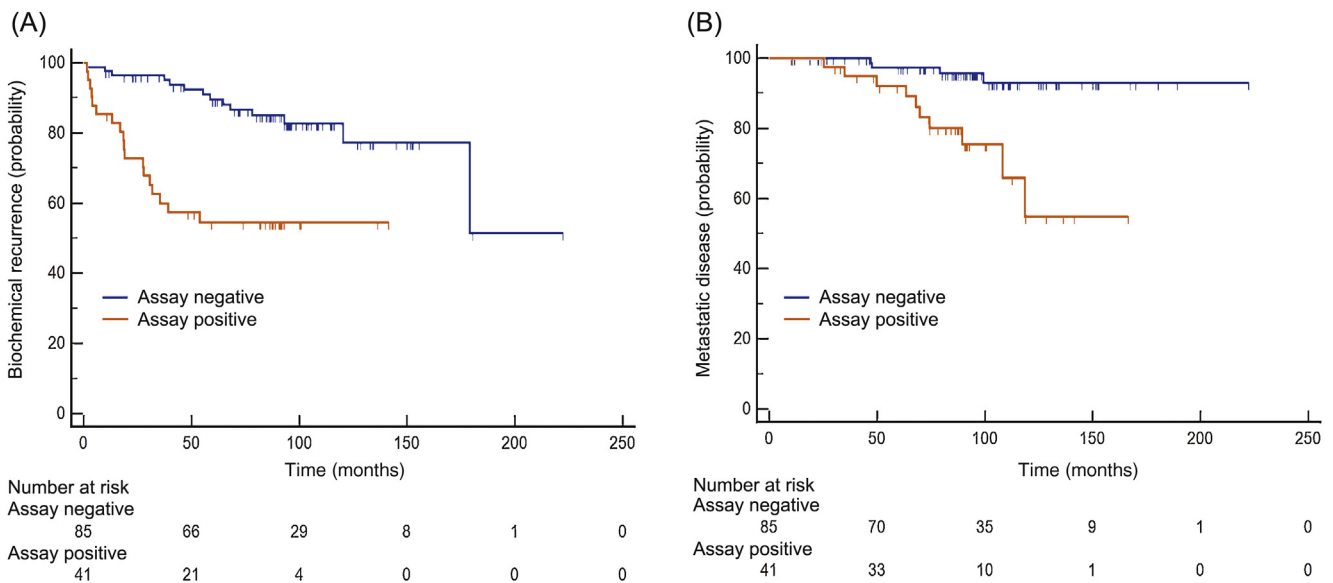 (A)
Biochemical recurrence (probability)
100
80
60
40
20
0
Assay negative
Assay positive
0 50 100 150 200 250
Time (months)
Number at risk
Assay negative
85 66 29 8 1 0
Assay positive
41 21 4 0 0 0
(B)
Metastatic disease (probability)
100
80
60
40
20
0
Assay negative
Assay positive
0 50 100 150 200 250
Time (months)
Number at risk
Assay negative
85 70 35 9 1 0
Assay positive
41 33 10 1 0 0